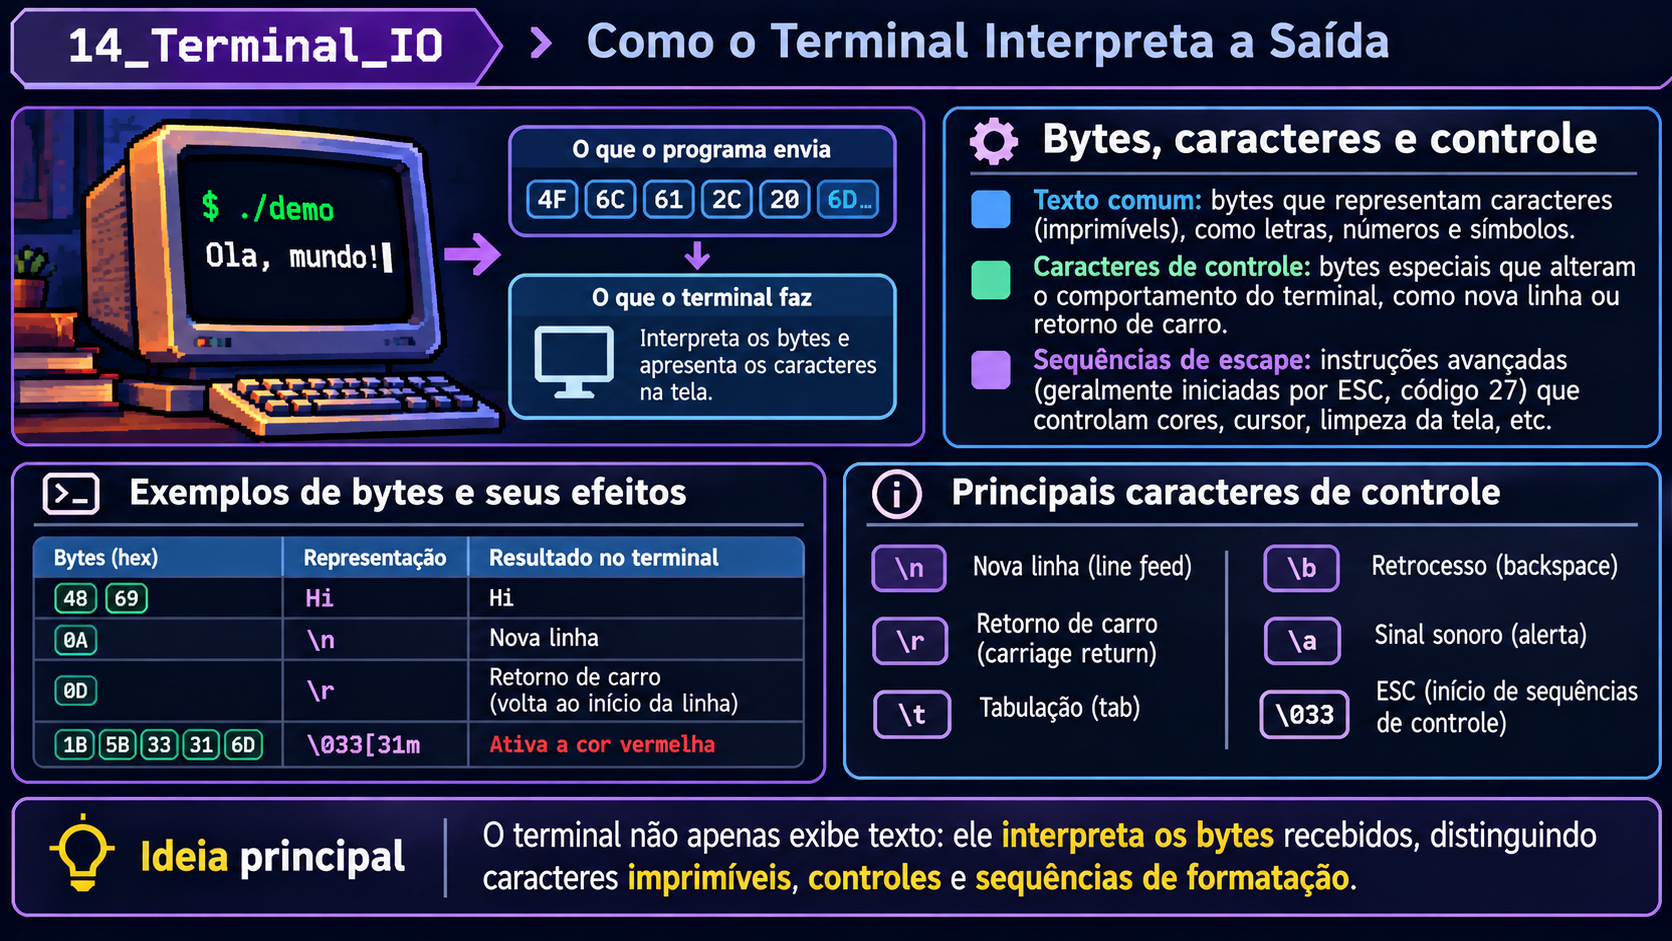 14_Terminal_IO
Como o Terminal Interpreta a Saída
$ ./demo
Ola, mundo!
O que o programa envia
4F 6C 61 2C 20 6D...
O que o terminal faz
Interpreta os bytes e
apresenta os caracteres
na tela.
Bytes, caracteres e controle
Texto comum: bytes que representam caracteres
(imprimívels), como letras, números e símbolos.
Caracteres de controle: bytes especiais que alteram
o comportamento do terminal, como nova linha ou
retorno de carro.
Sequências de escape: instruções avançadas
(geralmente iniciadas por ESC, código 27) que
controlam cores, cursor, limpeza da tela, etc.
>_ Exemplos de bytes e seus efeitos
Bytes (hex) Representação Resultado no terminal
48 69 Hi Hi
0A \n Nova linha
0D \r Retorno de carro
(volta ao início da linha)
1B 5B 33 31 6D \033[31m Ativa a cor vermelha
i Principais caracteres de controle
\n Nova linha (line feed)
\r Retorno de carro
(carriage return)
\t Tabulação (tab)
\b Retrocesso (backspace)
\a Sinal sonoro (alerta)
\033 ESC (início de sequências
de controle)
Ideia principal
O terminal não apenas exibe texto: ele interpreta os bytes recebidos, distinguindo
caracteres imprimíveis, controles e sequências de formatação.